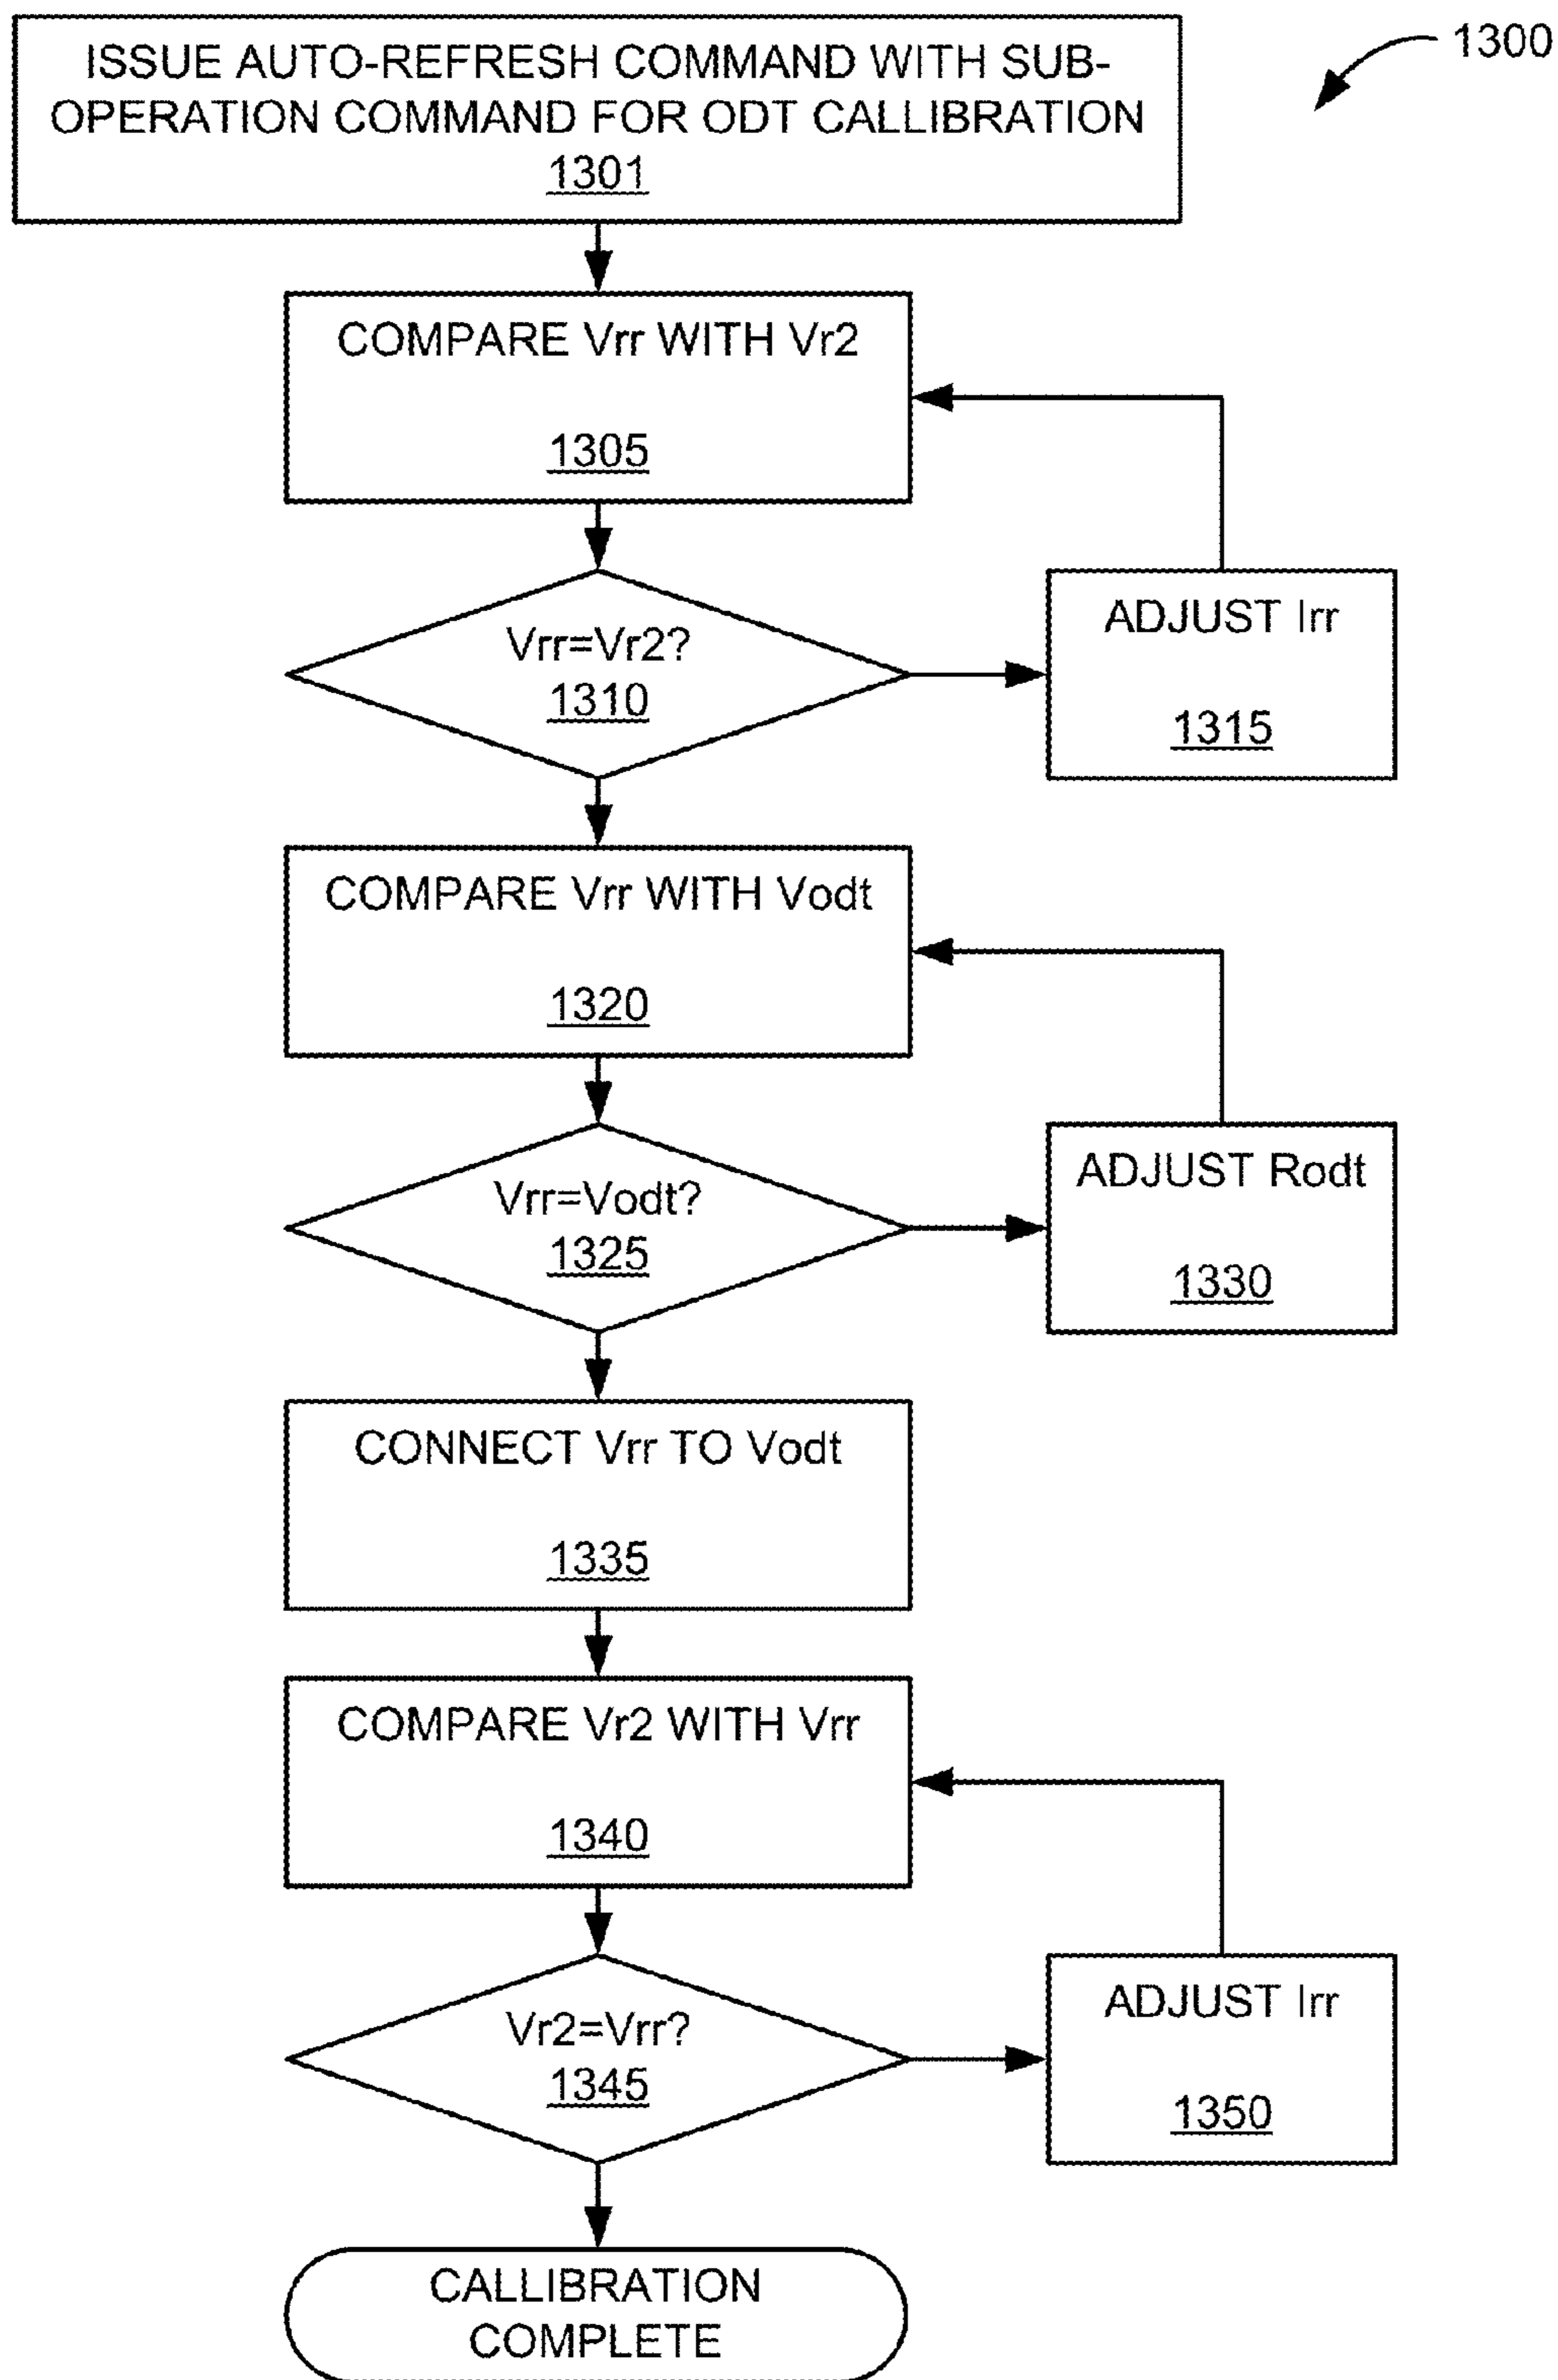 1300
ISSUE AUTO-REFRESH COMMAND WITH SUB-
OPERATION COMMAND FOR ODT CALLIBRATION
1301
COMPARE Vrr WITH Vr2
1305
Vrr=Vr2?
1310
ADJUST Irr
1315
COMPARE Vrr WITH Vodt
1320
Vrr=Vodt?
1325
ADJUST Rodt
1330
CONNECT Vrr TO Vodt
1335
COMPARE Vr2 WITH Vrr
1340
Vr2=Vrr?
1345
ADJUST Irr
1350
CALLIBRATION
COMPLETE